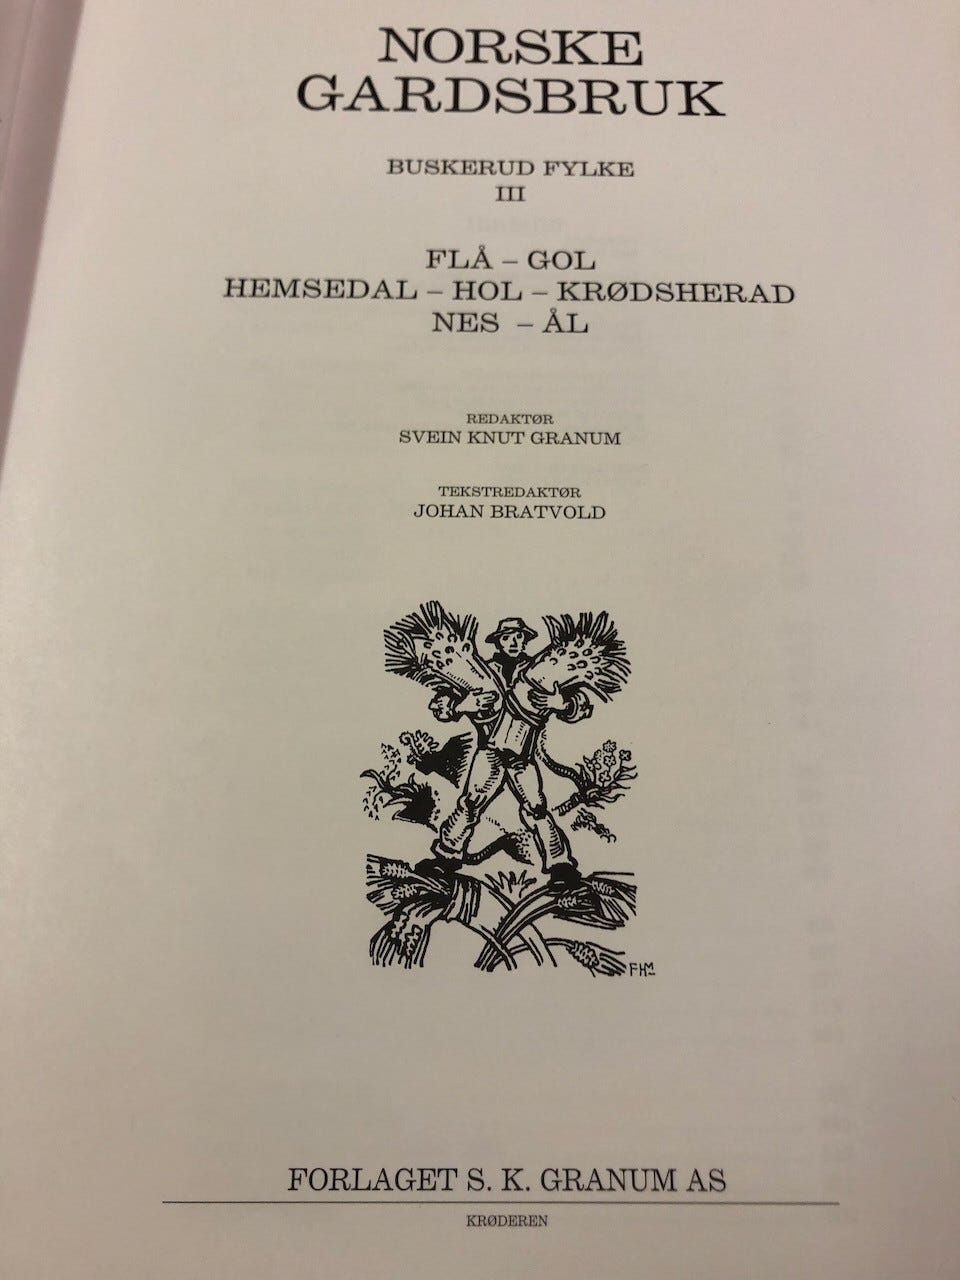 NORSKE
GARDSBRUK
BUSKERUD FYLKE
III
FLÅ – GOL
HEMSEDAL – HOL – KRØDSHERAD
NES – ÅL
REDAKTØR
SVEIN KNUT GRANUM
TEKSTREDAKTØR
JOHAN BRATVOLD
FHM
FORLAGET S. K. GRANUM AS
KRØDEREN